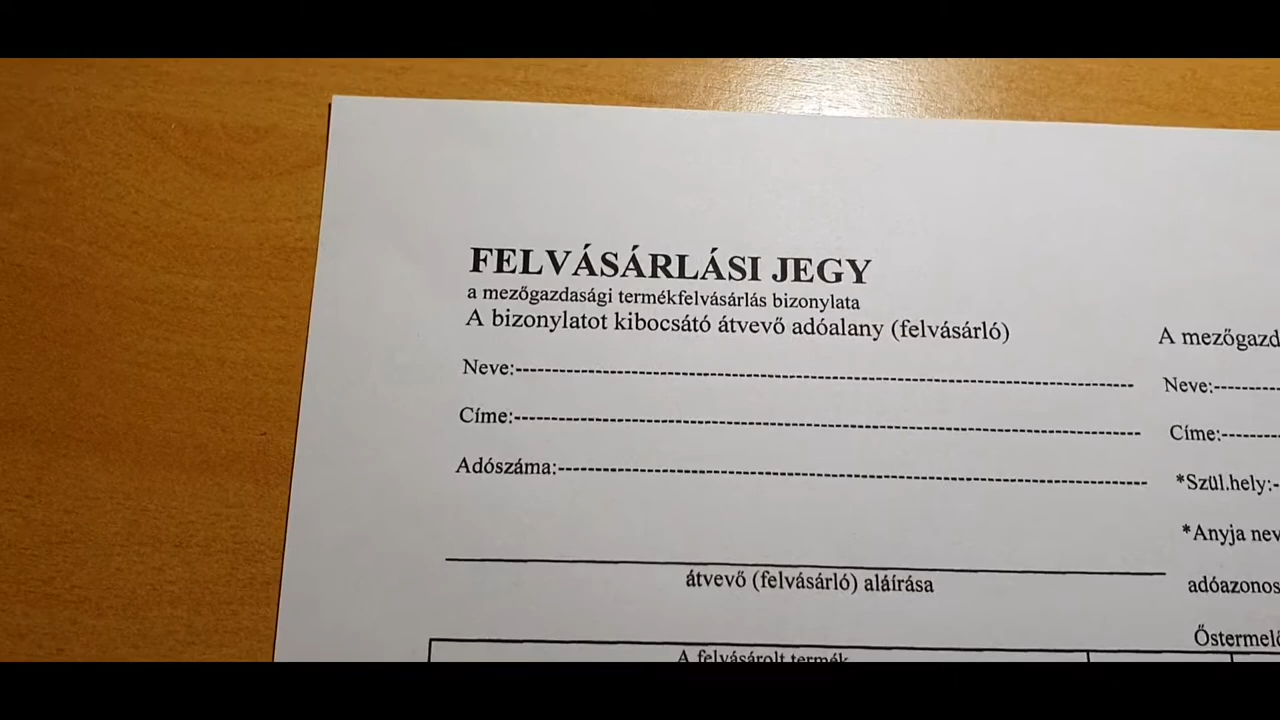 FELVÁSÁRLÁSI JEGY
a mezőgazdasági termékfelvásárlás bizonylata
A bizonylatot kibocsátó átvevő adóalany (felvásárló)
Neve:
Címe:
Adószáma:
átvevő (felvásárló) aláírása
A felvásárolt termék
A mezőgazd
Neve:
Címe:
*Szül.hely:
*Anyja nev
adóazonos
Őstermelő